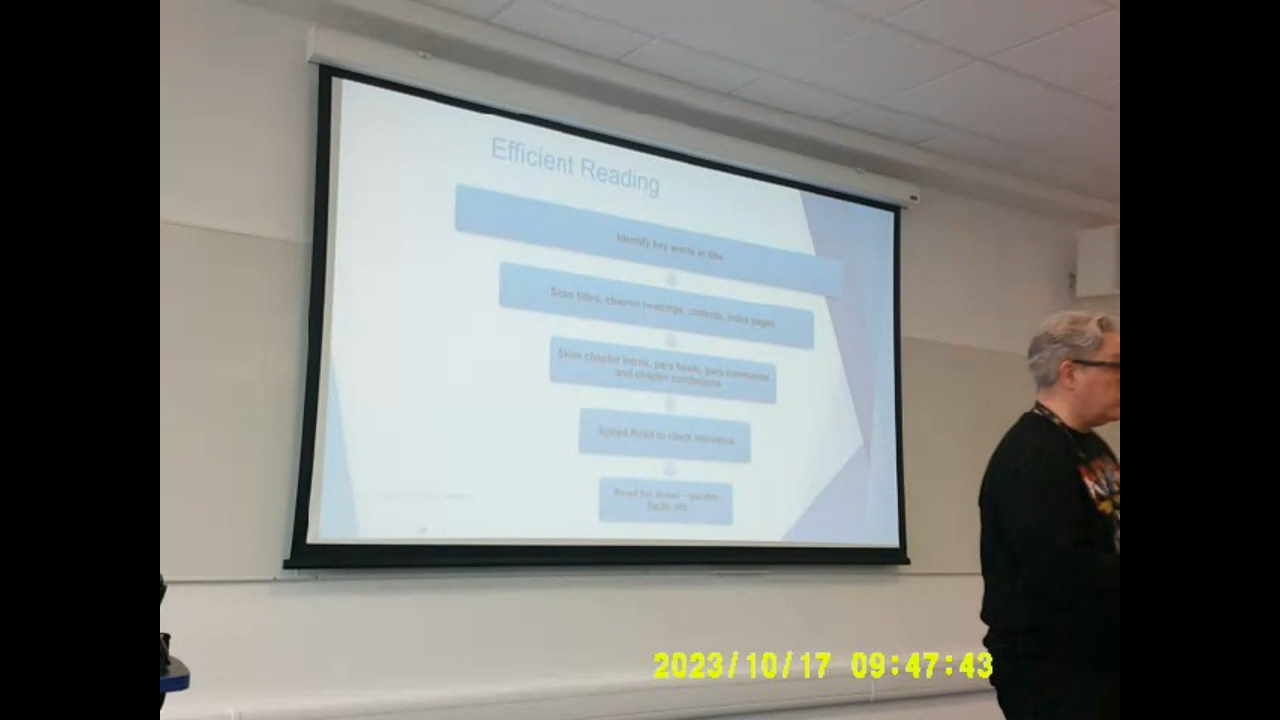 Efficient Reading
Identify key words in title
Scan titles, chapter headings, contents, index pages
Skim chapter intros, para heads, para summaries
and chapter conclusions
Speed Read to check relevance
Read for detail – quotes,
facts, etc
2023/10/17 09:47:43